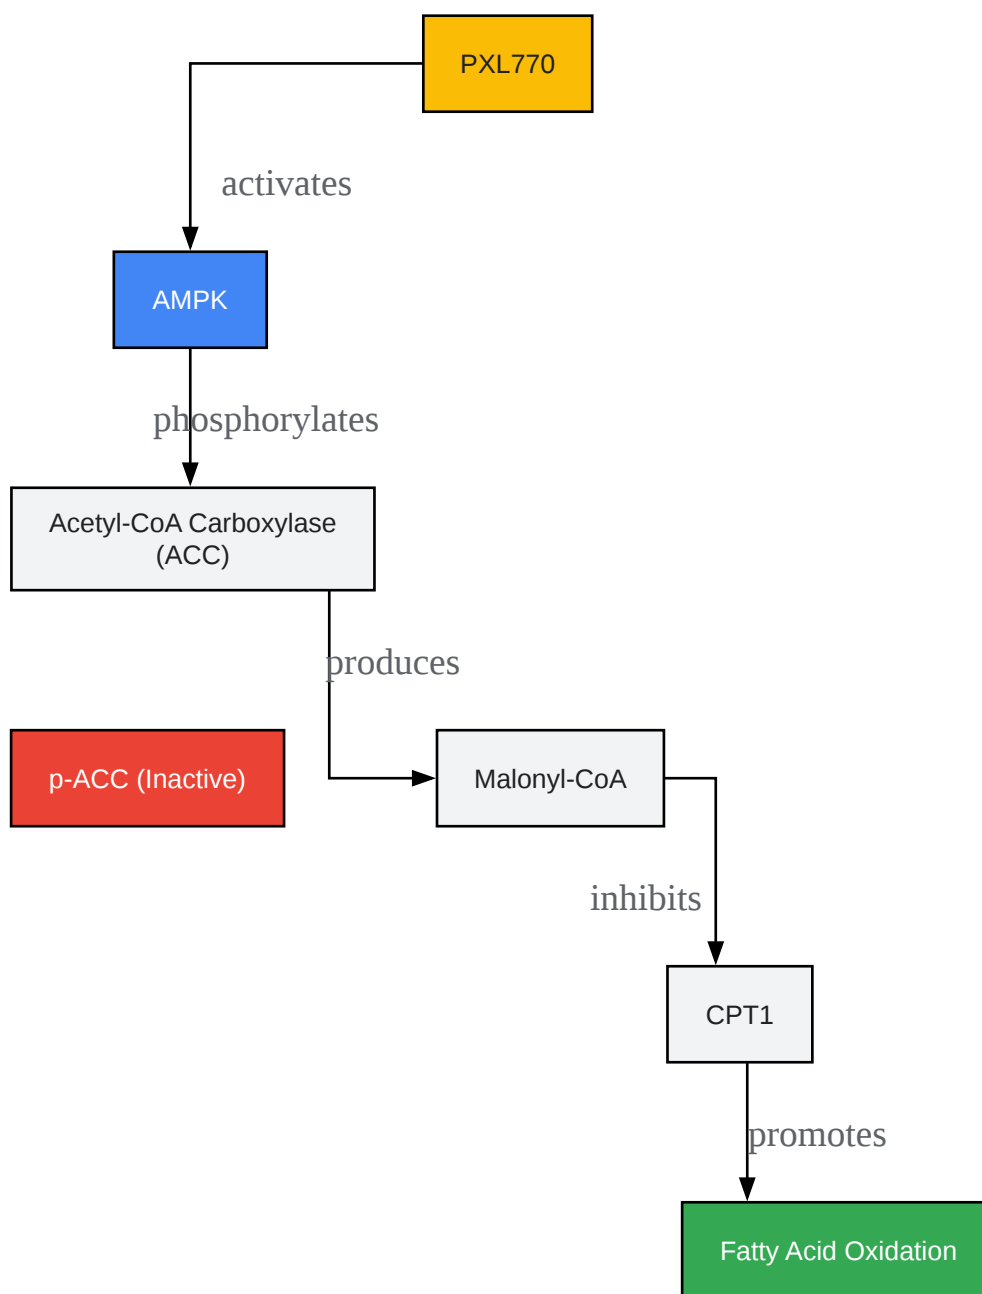 PXL770
activates
AMPK
phosphorylates
Acetyl-CoA Carboxylase
(ACC)
produces
p-ACC (Inactive)
Malonyl-CoA
inhibits
CPT1
promotes
Fatty Acid Oxidation